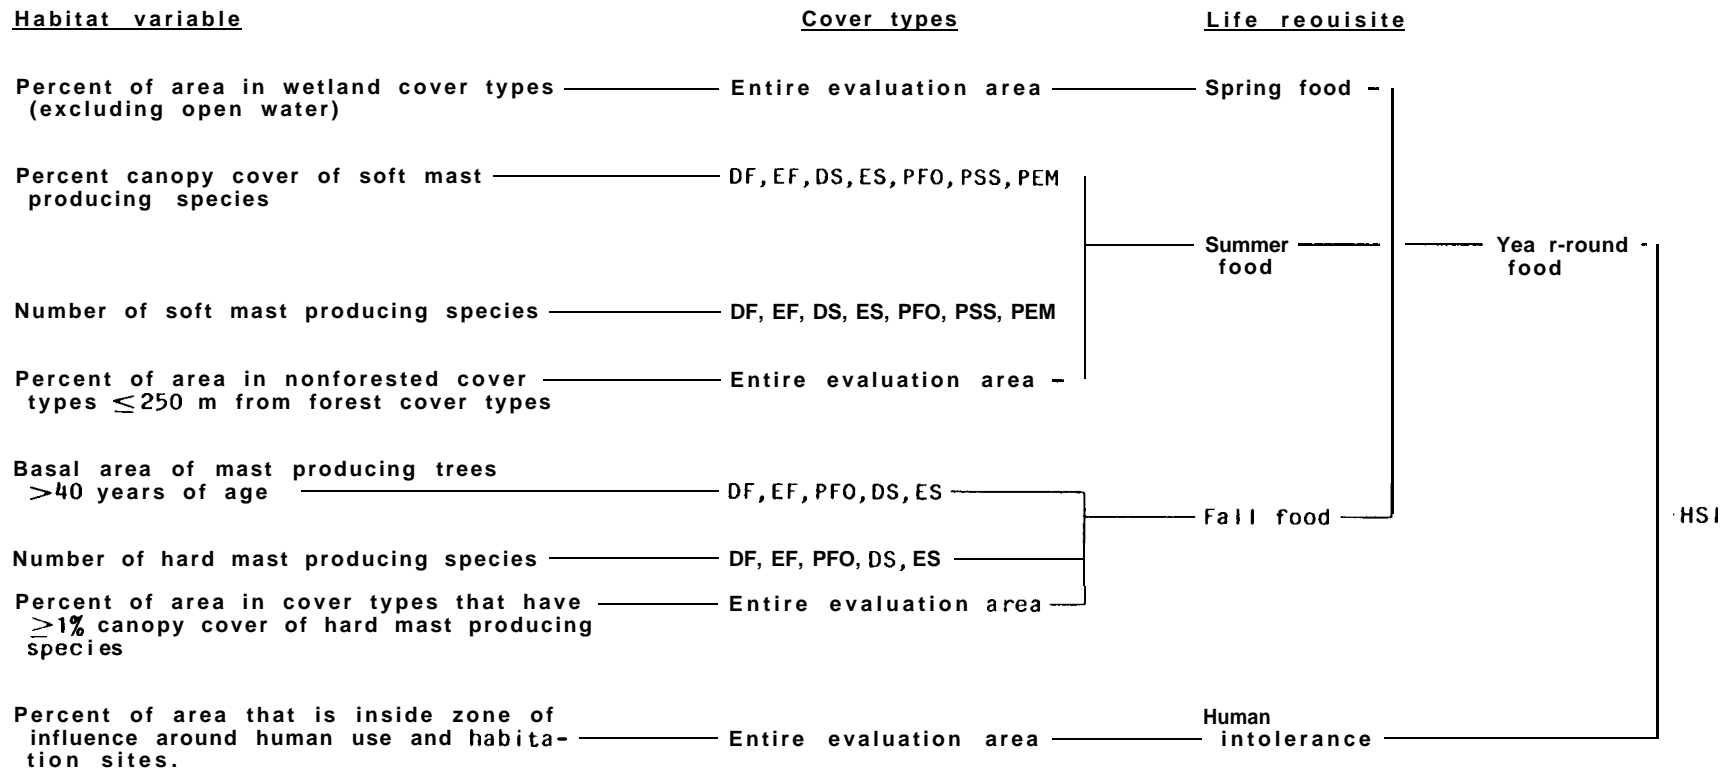 Habitat variable Cover types Life reouisite
Percent of area in wetland cover types Entire evaluation area Spring food
(excluding open water)
Percent canopy cover of soft mast DF, EF, DS, ES, PFO, PSS, PEM
producing species
Summer Year-round
food food
Number of soft mast producing species DF, EF, DS, ES, PFO, PSS, PEM
Percent of area in nonforested cover Entire evaluation area
types ≤250 m from forest cover types
Basal area of mast producing trees
>40 years of age DF, EF, PFO, DS, ES
Fall food HSI
Number of hard mast producing species DF, EF, PFO, DS, ES
Percent of area in cover types that have Entire evaluation area
≥1% canopy cover of hard mast producing
species
Percent of area that is inside zone of Human
influence around human use and habita- Entire evaluation area intolerance
tion sites.